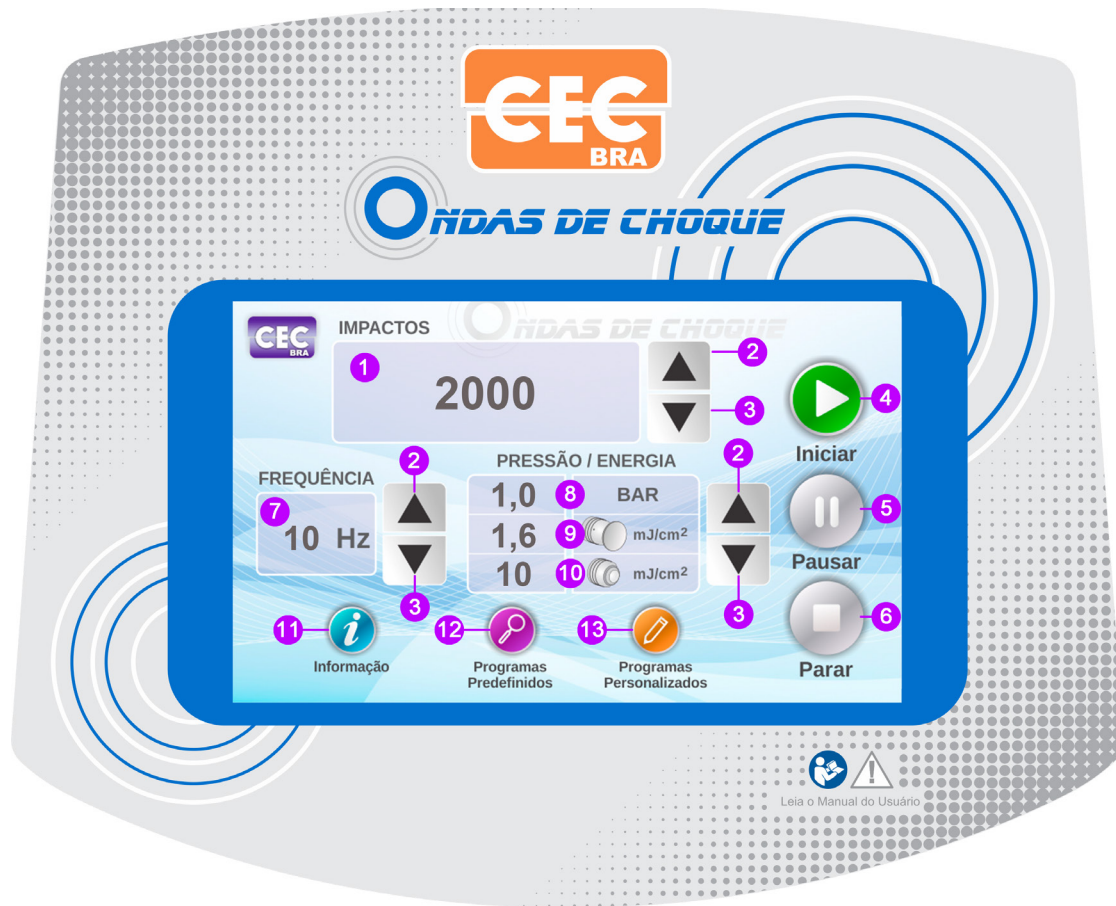 CEC
BRA
ONDAS DE CHOQUE
CEC
BRA
IMPACTOS
ONDAS DE CHOQUE
1
2000
2
3
4
Iniciar
FREQUÊNCIA
2
7
10 Hz
3
PRESSÃO / ENERGIA
2
1,0 8 BAR
1,6 9 mJ/cm²
10 10 mJ/cm²
3
5
Pausar
6
Parar
11
Informação
12
Programas
Predefinidos
13
Programas
Personalizados
Leia o Manual do Usuário